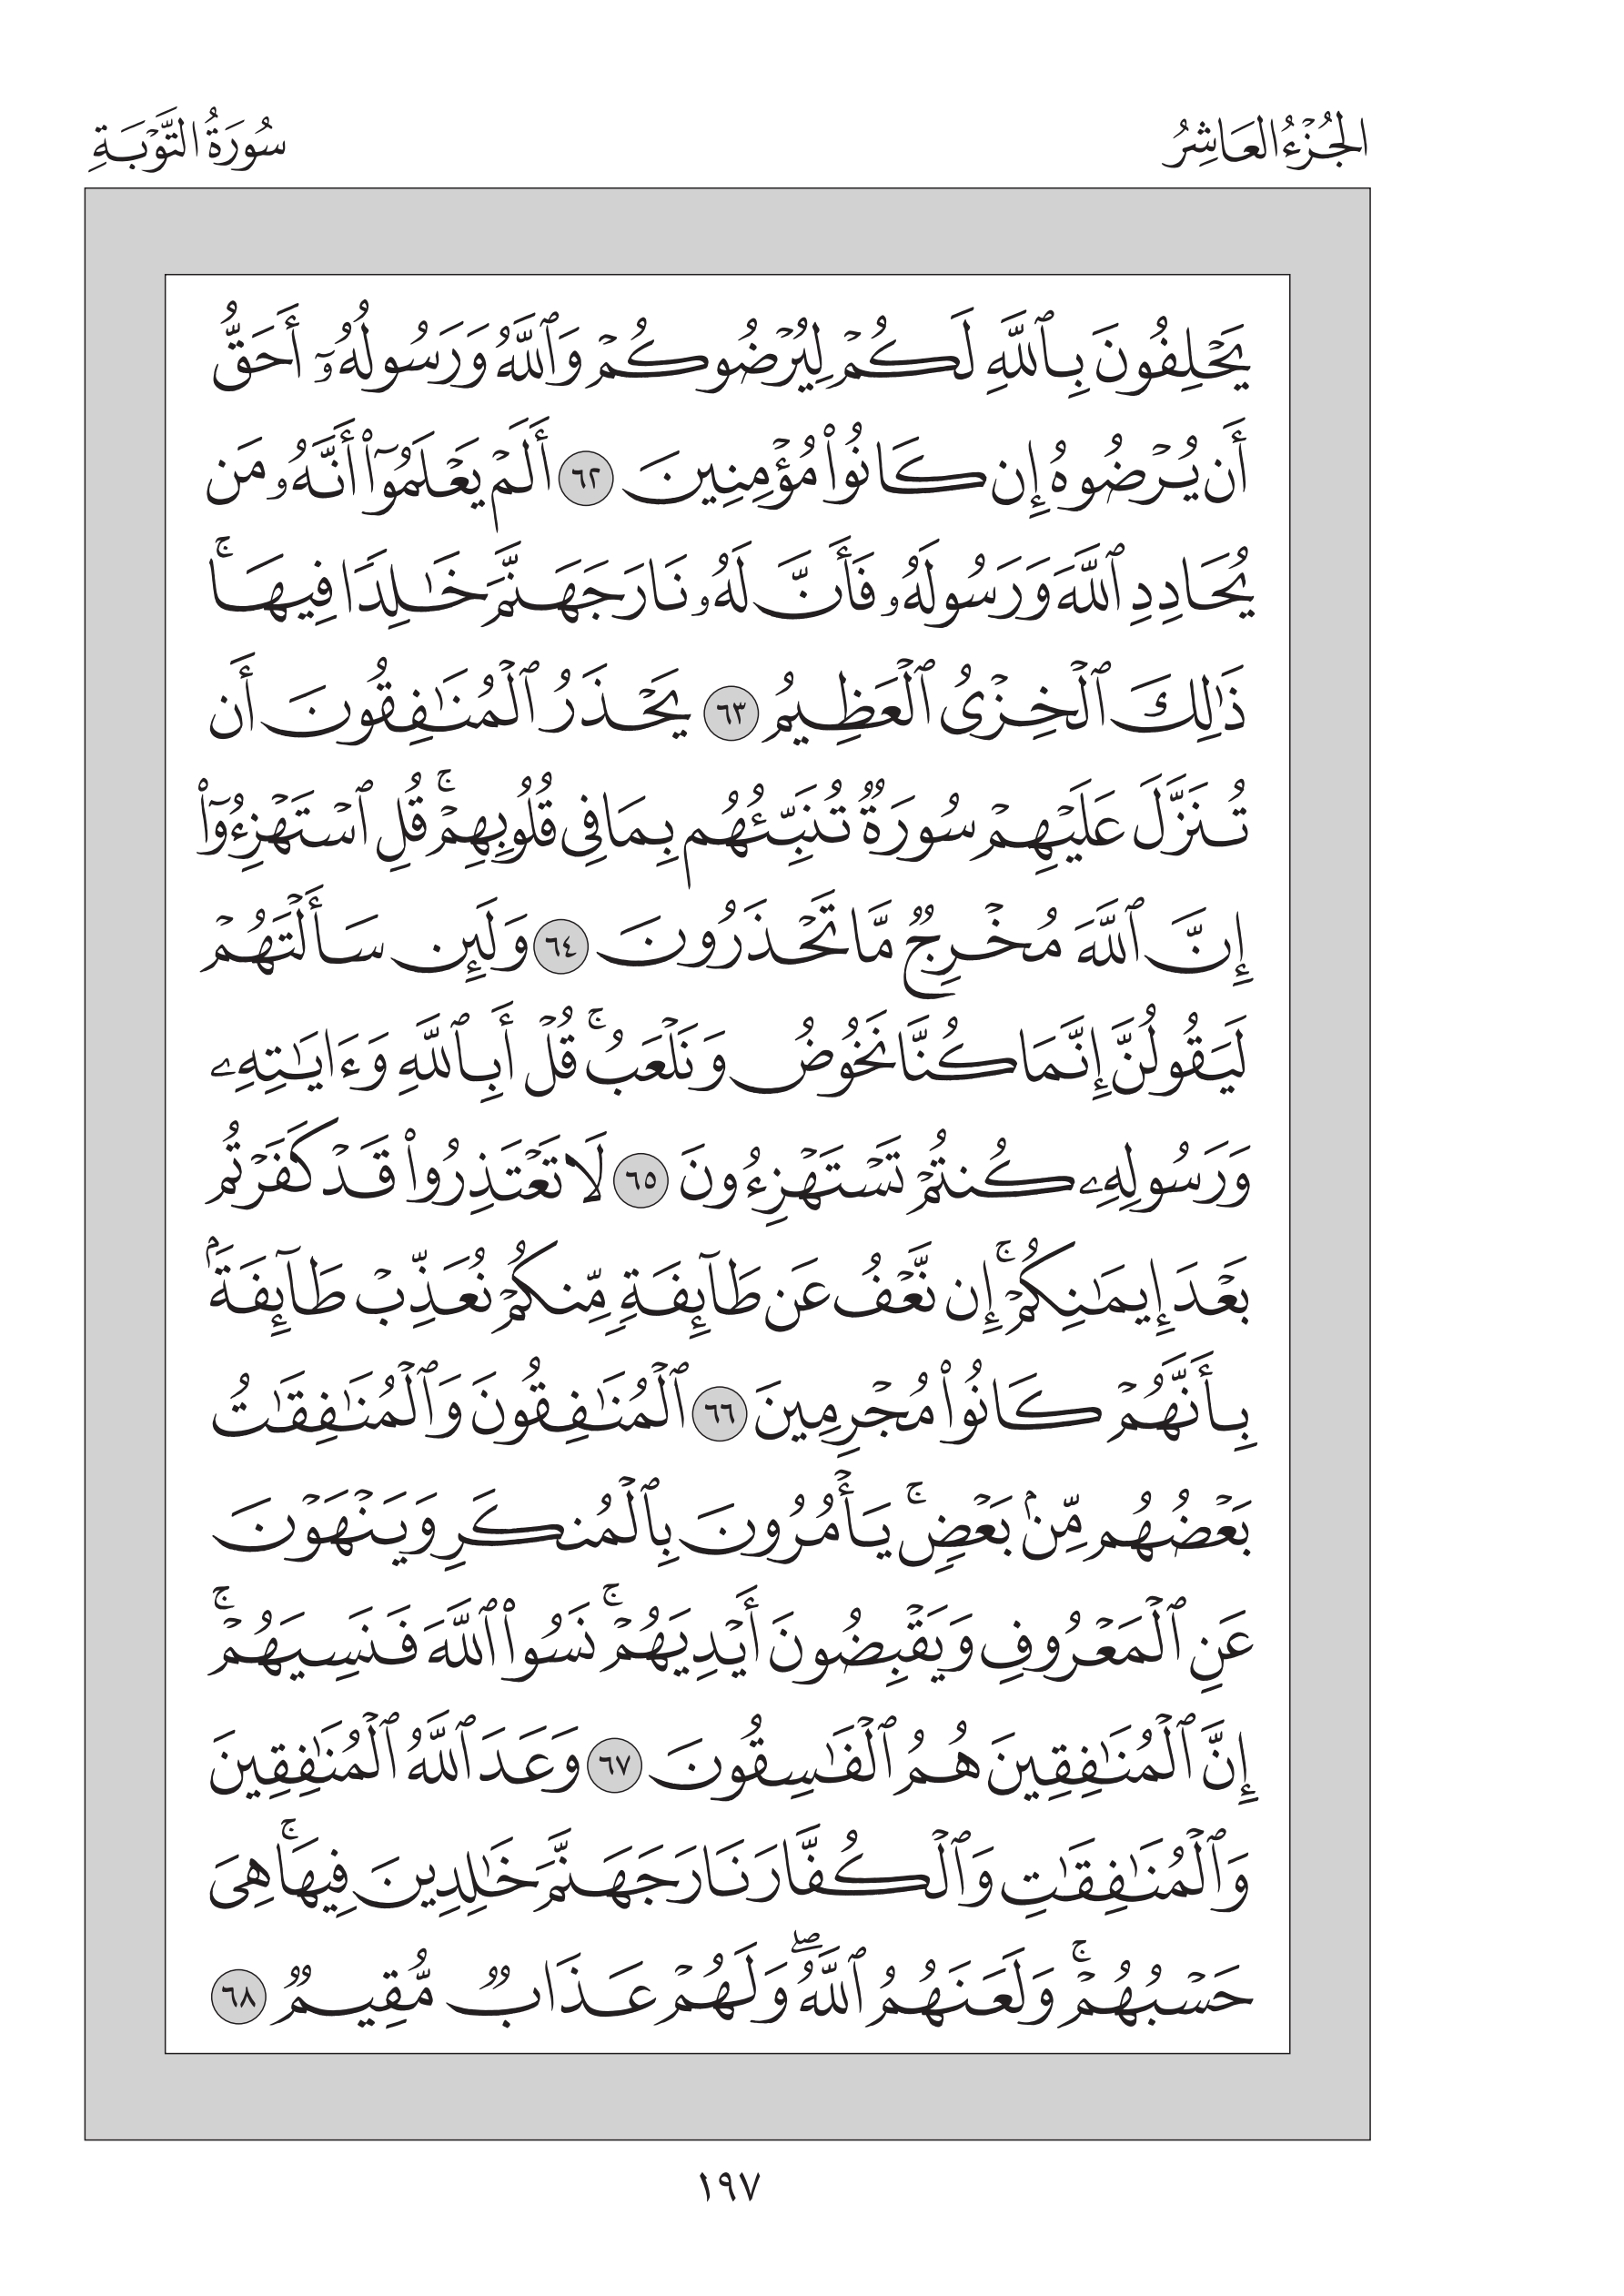 الجُزْءُ العَاشِرُ
سُورَةُ التَّوْبَةِ
يَحۡلِفُونَ بِٱللَّهِ لَكُمۡ لِيُرۡضُوكُمۡ وَٱللَّهُ وَرَسُولُهُۥٓ أَحَقُّ
أَن يُرۡضُوهُ إِن كَانُواْ مُؤۡمِنِينَ ٦٢ أَلَمۡ يَعۡلَمُوٓاْ أَنَّهُۥ مَن
يُحَادِدِ ٱللَّهَ وَرَسُولَهُۥ فَأَنَّ لَهُۥ نَارَ جَهَنَّمَ خَٰلِدٗا فِيهَاۚ
ذَٰلِكَ ٱلۡخِزۡيُ ٱلۡعَظِيمُ ٦٣ يَحۡذَرُ ٱلۡمُنَٰفِقُونَ أَن
تُنَزَّلَ عَلَيۡهِمۡ سُورَةٞ تُنَبِّئُهُم بِمَا فِي قُلُوبِهِمۡۚ قُلِ ٱسۡتَهۡزِءُوٓاْ
إِنَّ ٱللَّهَ مُخۡرِجٞ مَّا تَحۡذَرُونَ ٦٤ وَلَئِن سَأَلۡتَهُمۡ
لَيَقُولُنَّ إِنَّمَا كُنَّا نَخُوضُ وَنَلۡعَبُۚ قُلۡ أَبِٱللَّهِ وَءَايَٰتِهِۦ
وَرَسُولِهِۦ كُنتُمۡ تَسۡتَهۡزِءُونَ ٦٥ لَا تَعۡتَذِرُواْ قَدۡ كَفَرۡتُم
بَعۡدَ إِيمَٰنِكُمۡۚ إِن نَّعۡفُ عَن طَآئِفَةٖ مِّنكُمۡ نُعَذِّبۡ طَآئِفَةَۢ
بِأَنَّهُمۡ كَانُواْ مُجۡرِمِينَ ٦٦ ٱلۡمُنَٰفِقُونَ وَٱلۡمُنَٰفِقَٰتُ
بَعۡضُهُم مِّنۢ بَعۡضٖۚ يَأۡمُرُونَ بِٱلۡمُنكَرِ وَيَنۡهَوۡنَ
عَنِ ٱلۡمَعۡرُوفِ وَيَقۡبِضُونَ أَيۡدِيَهُمۡۚ نَسُواْ ٱللَّهَ فَنَسِيَهُمۡۚ
إِنَّ ٱلۡمُنَٰفِقِينَ هُمُ ٱلۡفَٰسِقُونَ ٦٧ وَعَدَ ٱللَّهُ ٱلۡمُنَٰفِقِينَ
وَٱلۡمُنَٰفِقَٰتِ وَٱلۡكُفَّارَ نَارَ جَهَنَّمَ خَٰلِدِينَ فِيهَاۚ هِيَ
حَسۡبُهُمۡۚ وَلَعَنَهُمُ ٱللَّهُۖ وَلَهُمۡ عَذَابٞ مُّقِيمٞ ٦٨
١٩٧